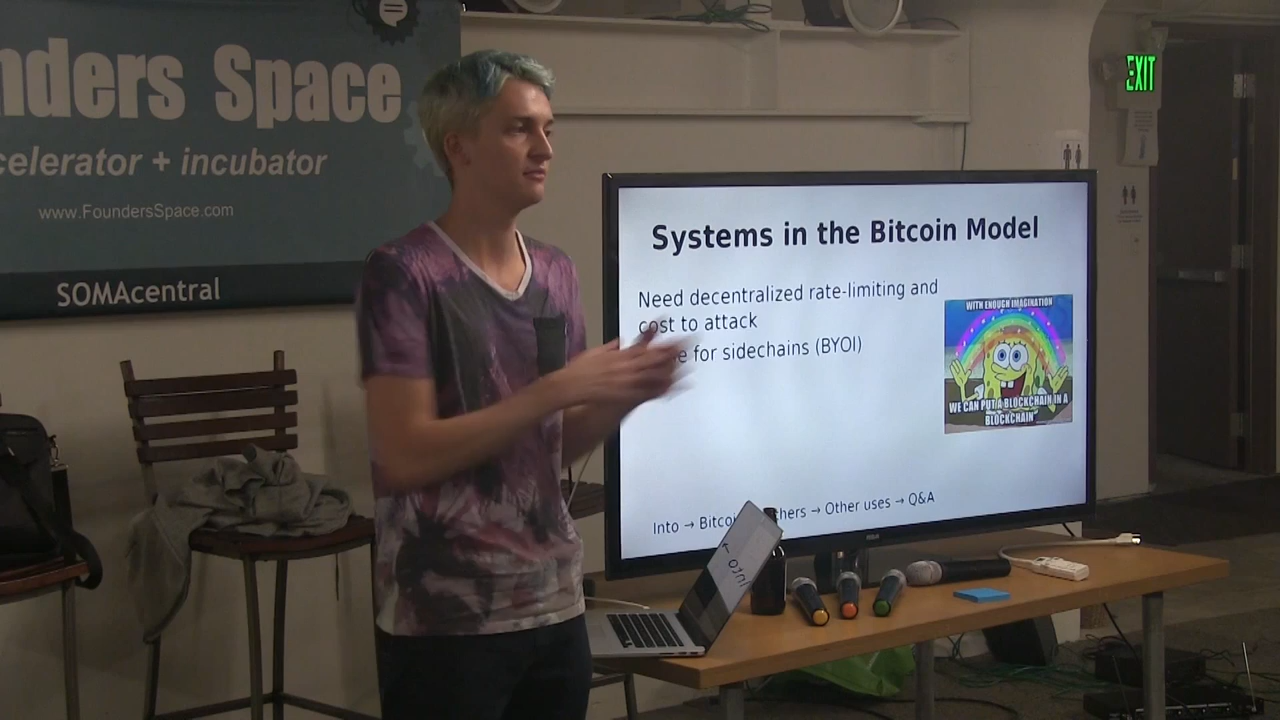 nders Space
celerator + incubator
www.FoundersSpace.com
SOMAcentral
EXIT
Systems in the Bitcoin Model
Need decentralized rate-limiting and
cost to attack
for sidechains (BYOI)
WITH ENOUGH IMAGINATION
WE CAN PUT A BLOCKCHAIN IN A
BLOCKCHAIN
Into → Bitcoi hers → Other uses → Q&A